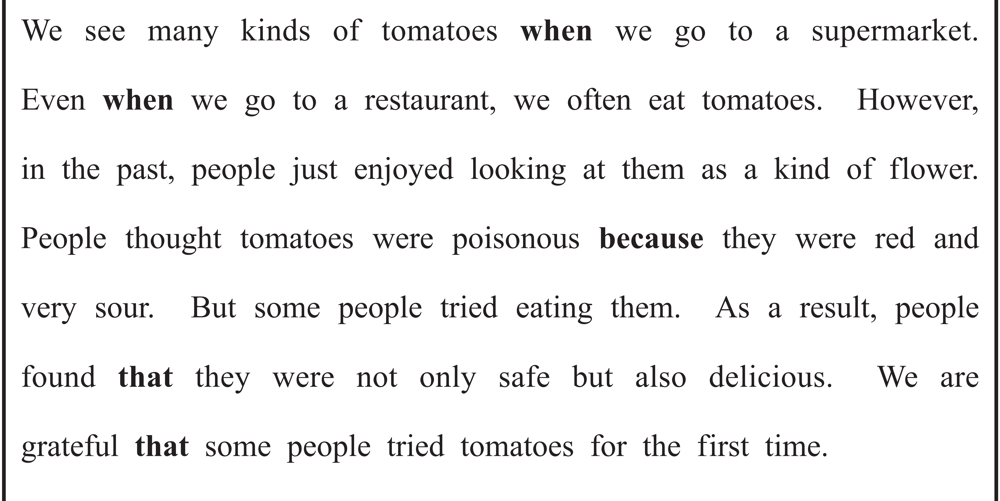 We see many kinds of tomatoes when we go to a supermarket.
Even when we go to a restaurant, we often eat tomatoes. However,
in the past, people just enjoyed looking at them as a kind of flower.
People thought tomatoes were poisonous because they were red and
very sour. But some people tried eating them. As a result, people
found that they were not only safe but also delicious. We are
grateful that some people tried tomatoes for the first time.